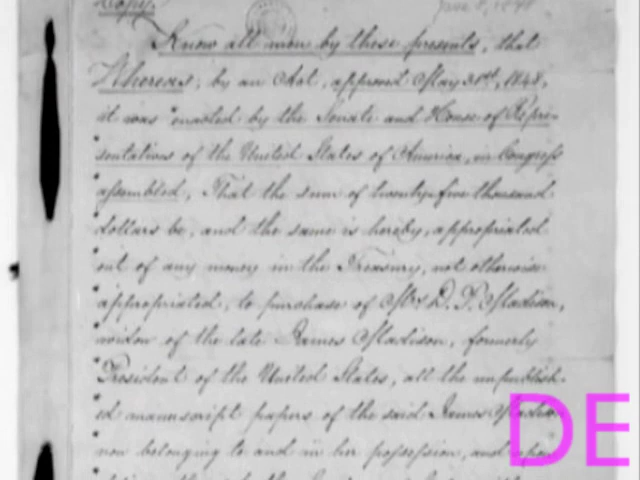 Copy.
June 8, 1848
Know all men by these presents, that
Whereas, by an Act, approved May 31st, 1848,
it was "enacted by the Senate and House of Repre-
"sentatives of the United States of America, in Congress
"assembled, That the sum of twenty-five thousand
"dollars be, and the same is hereby, appropriated
"out of any money in the Treasury, not otherwise
"appropriated, to purchase of Mrs. D. P. Madison,
"widow of the late James Madison, formerly
"President of the United States, all the unpublish-
"ed manuscript papers of the said James Madison
"now belonging to and in her possession, and upon
DE